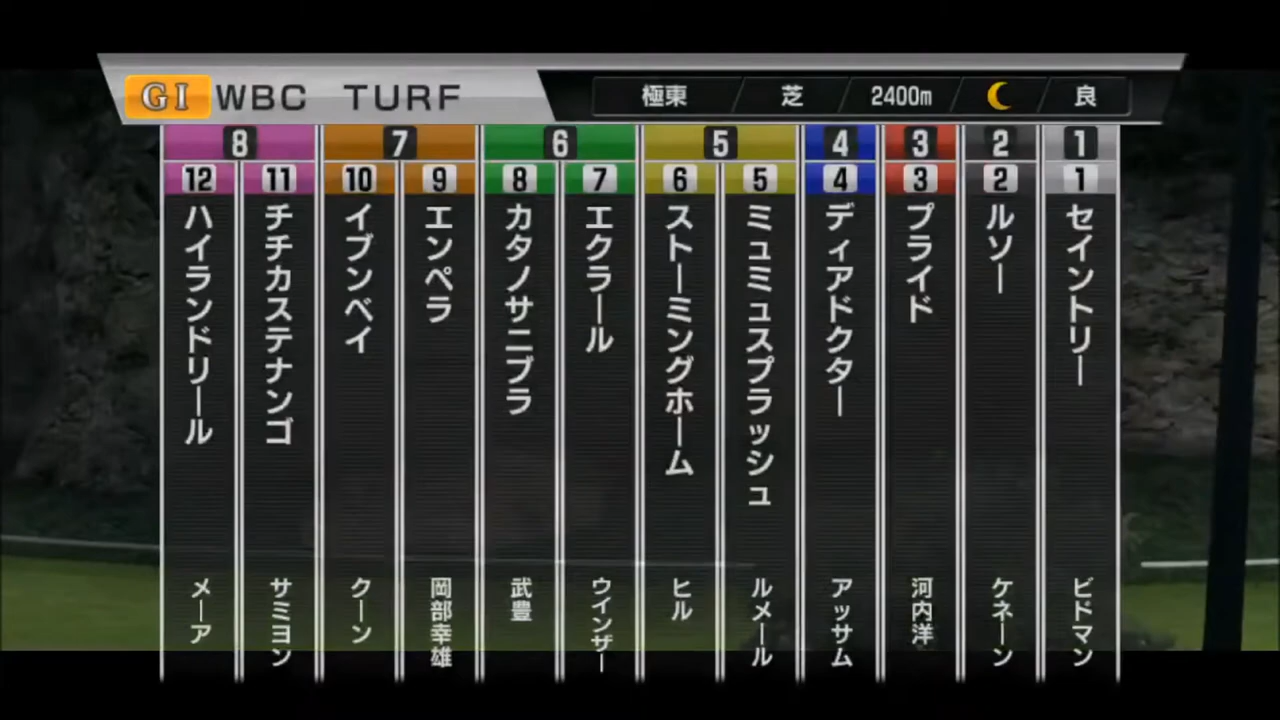 GI WBC TURF
極東 芝 2400m 良
8 7 6 5 4 3 2 1
12 11 10 9 8 7 6 5 4 3 2 1
セイントリー
ルソー
プライド
ディアドクター
ミュミュスプラッシュ
ストーミングホーム
エクラール
カタノサニブラ
エンペラ
イブンベイ
チチカステナンゴ
ハイランドリール
ビドマン
ケネーン
河内洋
アッサム
ルメール
ヒル
ウインザー
武豊
岡部幸雄
クーン
サミヨン
メーア